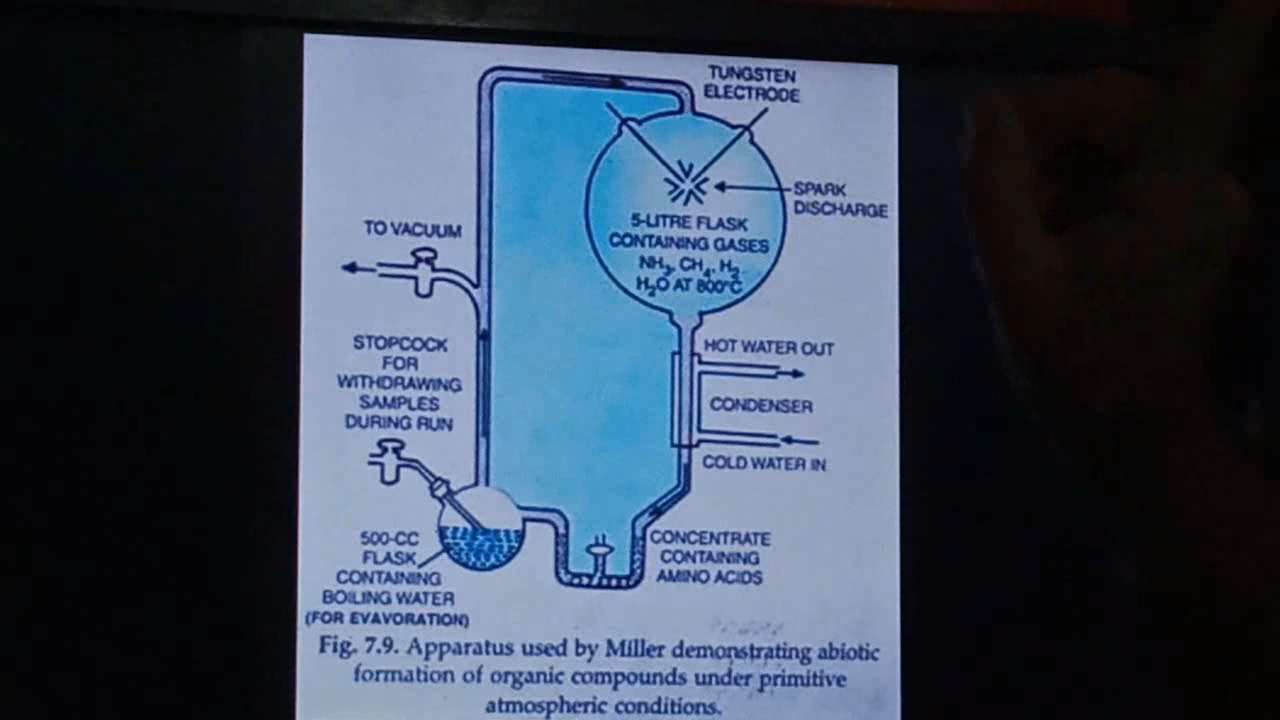 TUNGSTEN
ELECTRODE
SPARK
DISCHARGE
5-LITRE FLASK
CONTAINING GASES
NH₃, CH₄, H₂
H₂O AT 800°C
TO VACUUM
STOPCOCK
FOR
WITHDRAWING
SAMPLES
DURING RUN
HOT WATER OUT
CONDENSER
COLD WATER IN
500-CC
FLASK
CONTAINING
BOILING WATER
(FOR EVAVORATION)
CONCENTRATE
CONTAINING
AMINO ACIDS
Fig. 7.9. Apparatus used by Miller demonstrating abiotic
formation of organic compounds under primitive
atmospheric conditions.